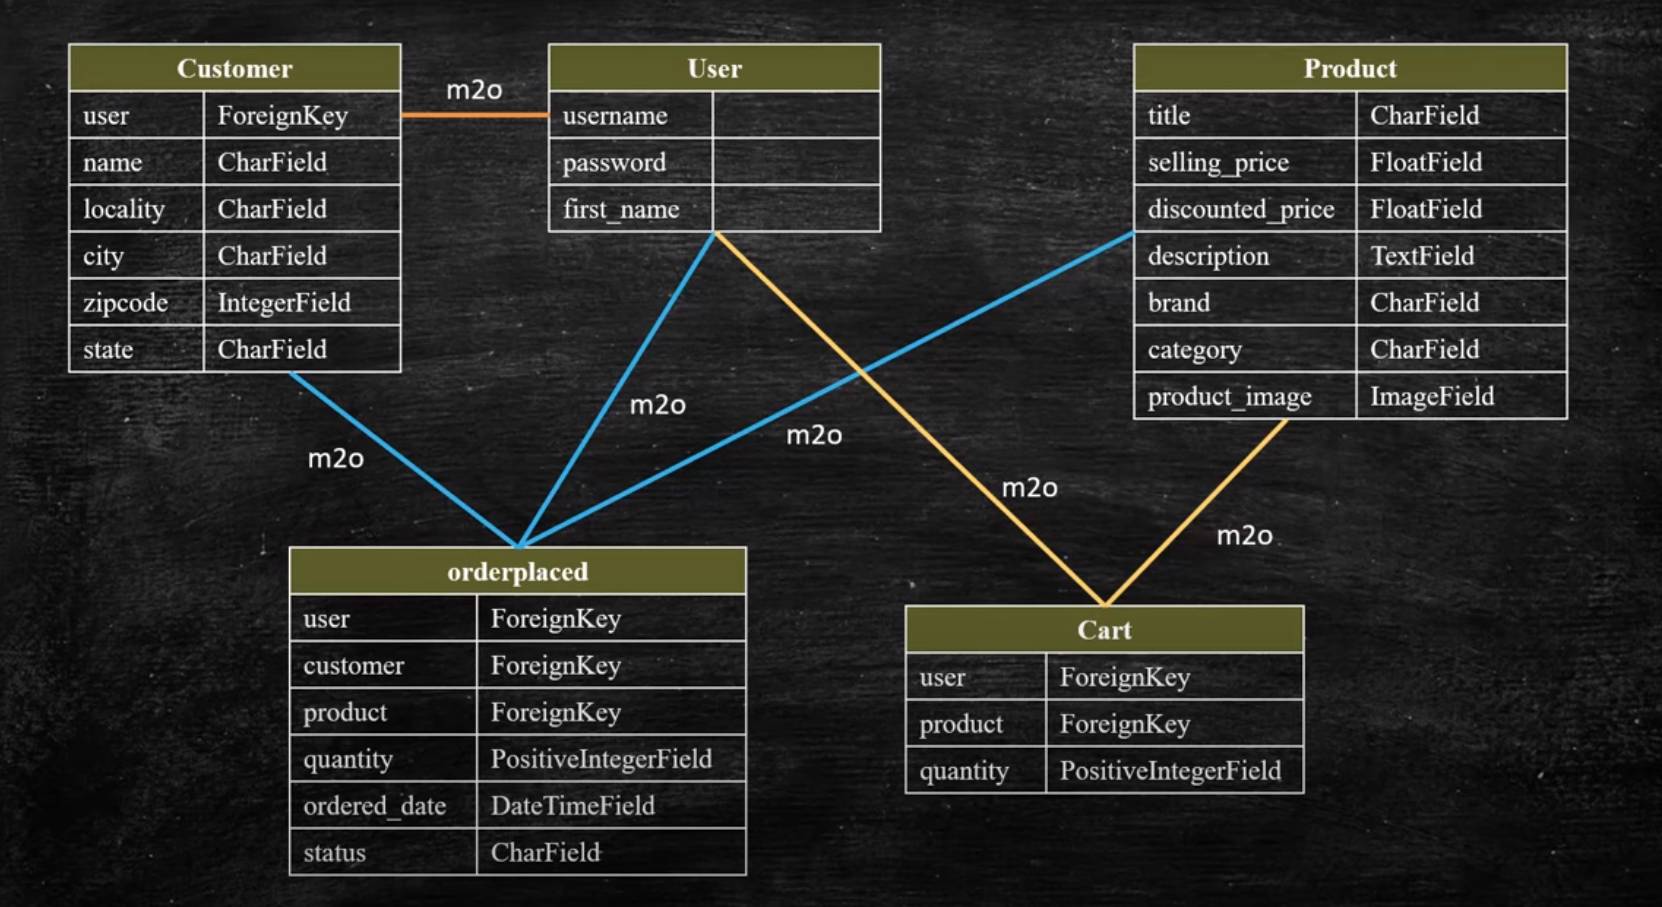 Customer
user ForeignKey
name CharField
locality CharField
city CharField
zipcode IntegerField
state CharField
m2o
User
username
password
first_name
Product
title CharField
selling_price FloatField
discounted_price FloatField
description TextField
brand CharField
category CharField
product_image ImageField
m2o
m2o
m2o
m2o
m2o
orderplaced
user ForeignKey
customer ForeignKey
product ForeignKey
quantity PositiveIntegerField
ordered_date DateTimeField
status CharField
Cart
user ForeignKey
product ForeignKey
quantity PositiveIntegerField